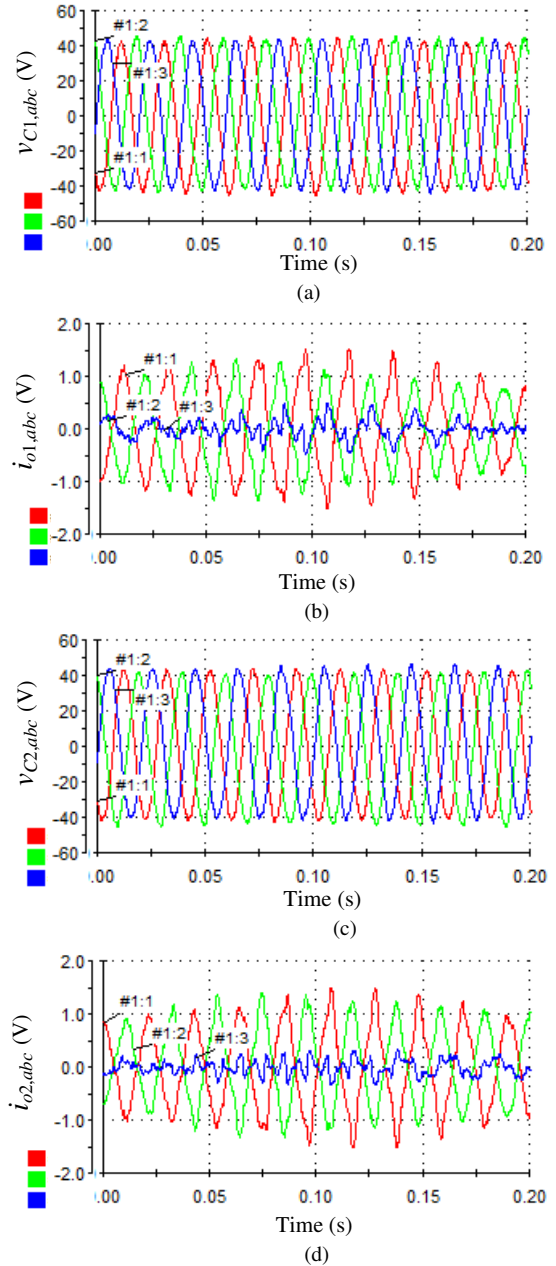 60
40
20
0
-20
-40
-60
v_{C1,abc} (V)
#1:2
#1:3
#1:1
.00 0.05 0.10 0.15 0.20
Time (s)
(a)
2.0
1.0
0.0
-1.0
-2.0
i_{o1,abc} (V)
#1:1
#1:2
#1:3
.00 0.05 0.10 0.15 0.20
Time (s)
(b)
60
40
20
0
-20
-40
-60
v_{C2,abc} (V)
#1:2
#1:3
#1:1
.00 0.05 0.10 0.15 0.20
Time (s)
(c)
2.0
1.0
0.0
-1.0
-2.0
i_{o2,abc} (V)
#1:1
#1:2
#1:3
.00 0.05 0.10 0.15 0.20
Time (s)
(d)